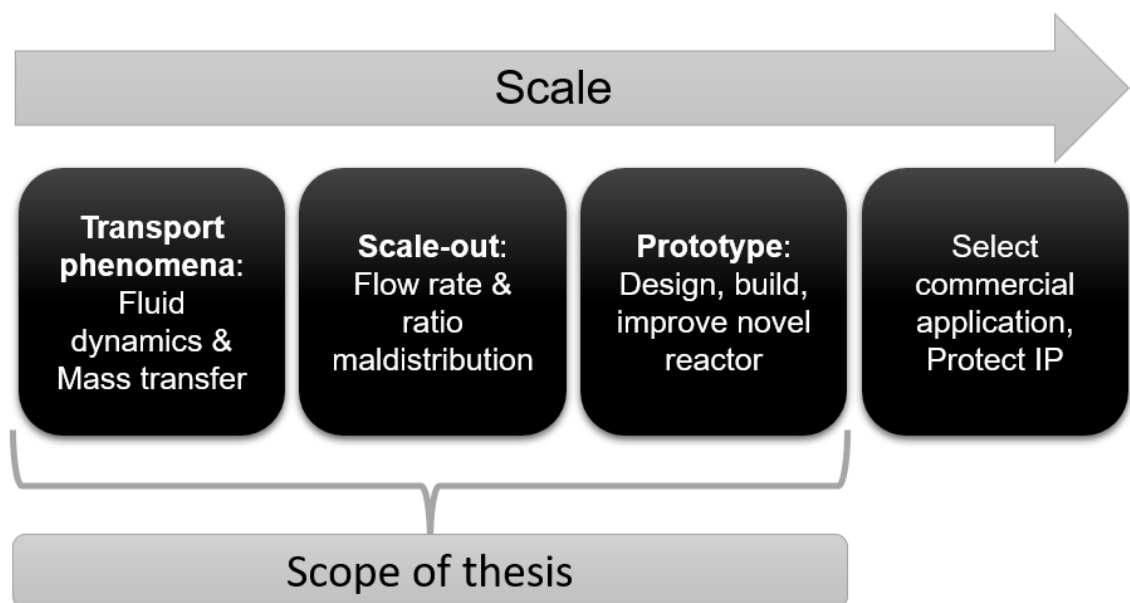 Scale
Transport
phenomena:
Fluid
dynamics &
Mass transfer
Scale-out:
Flow rate &
ratio
maldistribution
Prototype:
Design, build,
improve novel
reactor
Select
commercial
application,
Protect IP
Scope of thesis